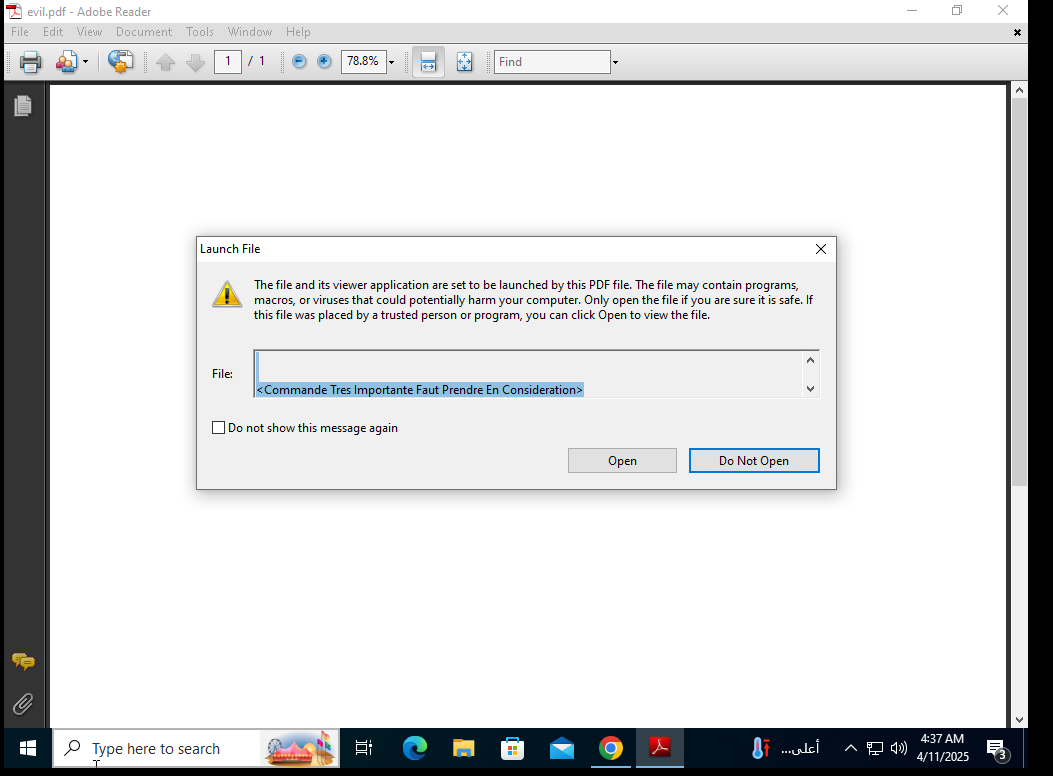 evil.pdf - Adobe Reader
File Edit View Document Tools Window Help
1 / 1 78.8% Find
Launch File
The file and its viewer application are set to be launched by this PDF file. The file may contain programs,
macros, or viruses that could potentially harm your computer. Only open the file if you are sure it is safe. If
this file was placed by a trusted person or program, you can click Open to view the file.
File:
<Commande Tres Importante Faut Prendre En Consideration>
Do not show this message again
Open Do Not Open
Type here to search
أعلى...
4:37 AM
4/11/2025
3